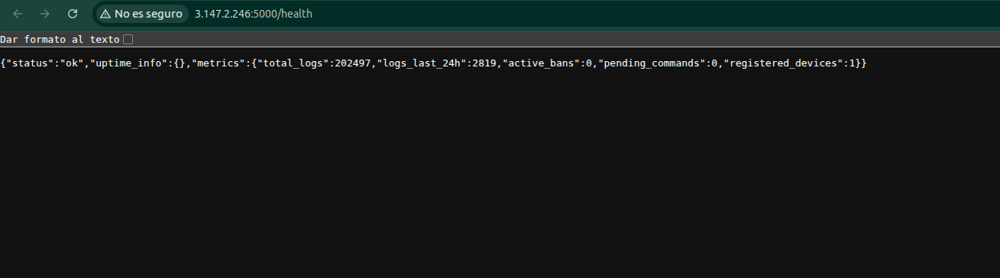 No es seguro 3.147.2.246:5000/health
Dar formato al texto
{"status":"ok","uptime_info":{},"metrics":{"total_logs":202497,"logs_last_24h":2819,"active_bans":0,"pending_commands":0,"registered_devices":1}}